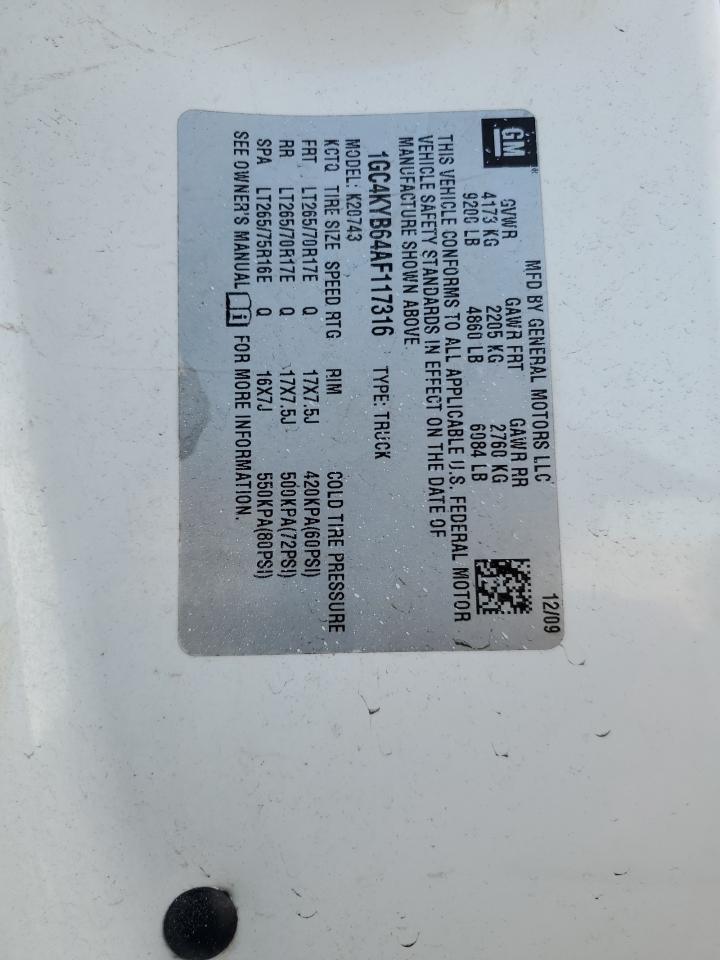 GM
MFD BY GENERAL MOTORS LLC 12/09
GVWR GAWR FRT GAWR RR
4173 KG 2205 KG 2760 KG
9200 LB 4860 LB 6084 LB
THIS VEHICLE CONFORMS TO ALL APPLICABLE U.S. FEDERAL MOTOR
VEHICLE SAFETY STANDARDS IN EFFECT ON THE DATE OF
MANUFACTURE SHOWN ABOVE.
1GC4KYB64AF117316 TYPE: TRUCK
MODEL: K20743
KCTQ TIRE SIZE SPEED RTG RIM COLD TIRE PRESSURE
FRT LT265/70R17E Q 17X7.5J 420KPA(60PSI)
RR LT265/70R17E Q 17X7.5J 500KPA(72PSI)
SPA LT265/75R16E Q 16X7J 550KPA(80PSI)
SEE OWNER'S MANUAL FOR MORE INFORMATION.